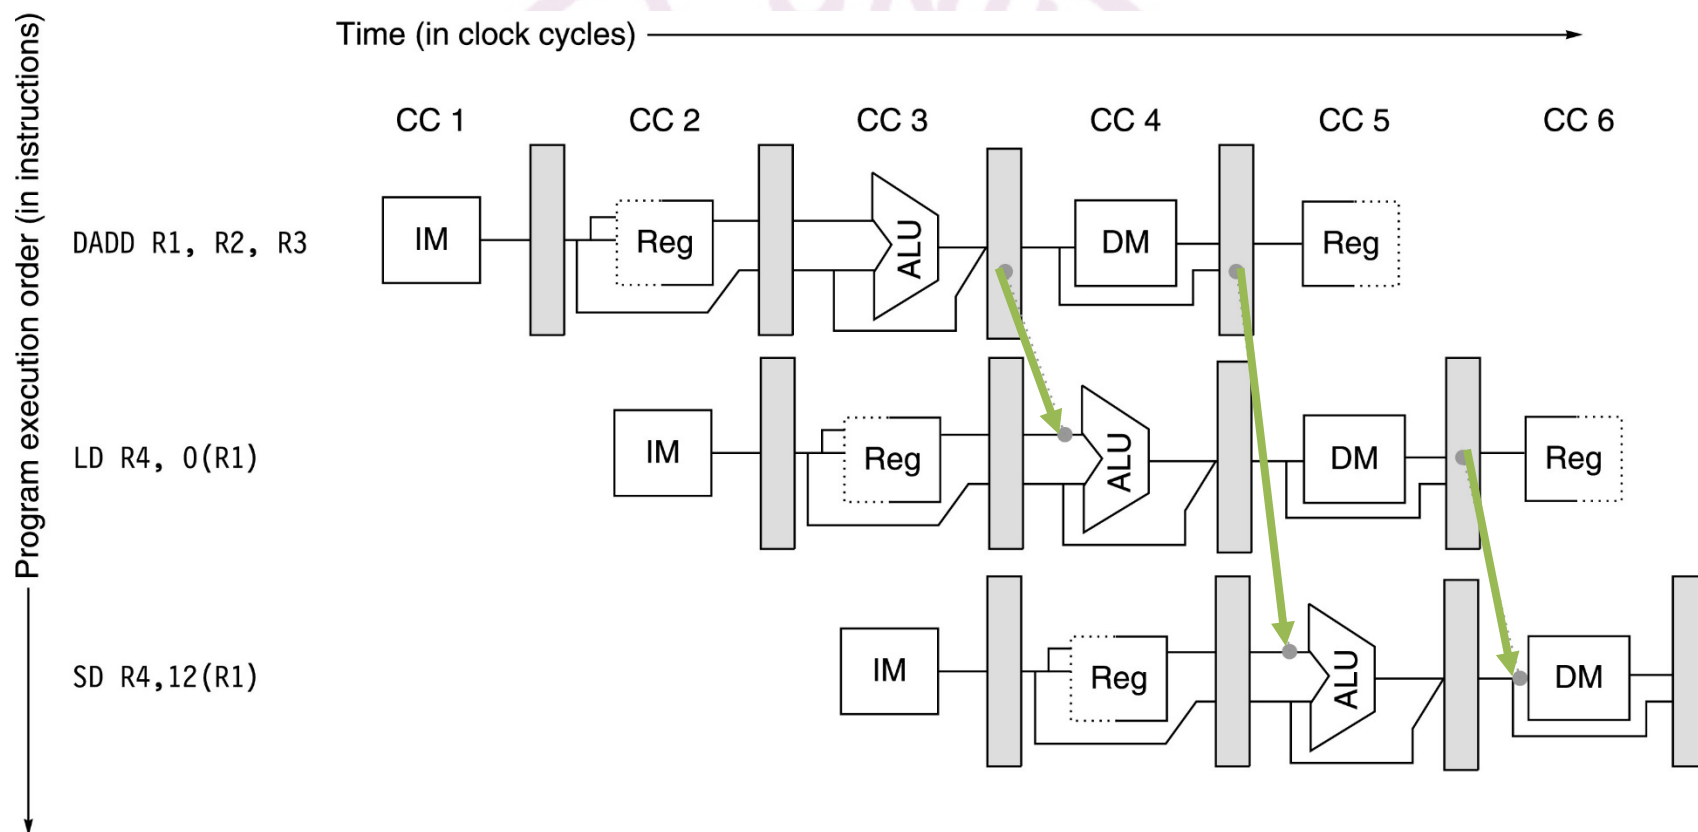 Time (in clock cycles)
Program execution order (in instructions)
CC 1 CC 2 CC 3 CC 4 CC 5 CC 6
DADD R1, R2, R3 IM Reg ALU DM Reg
LD R4, 0(R1) IM Reg ALU DM Reg
SD R4,12(R1) IM Reg ALU DM